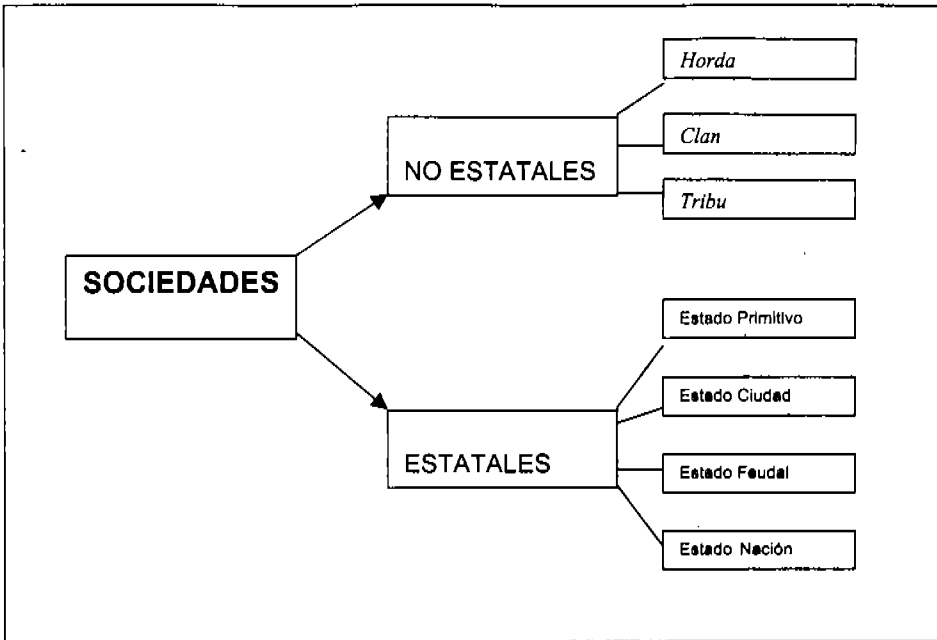 Horda
Clan
NO ESTATALES
Tribu
SOCIEDADES
Estado Primitivo
Estado Ciudad
ESTATALES
Estado Feudal
Estado Nación